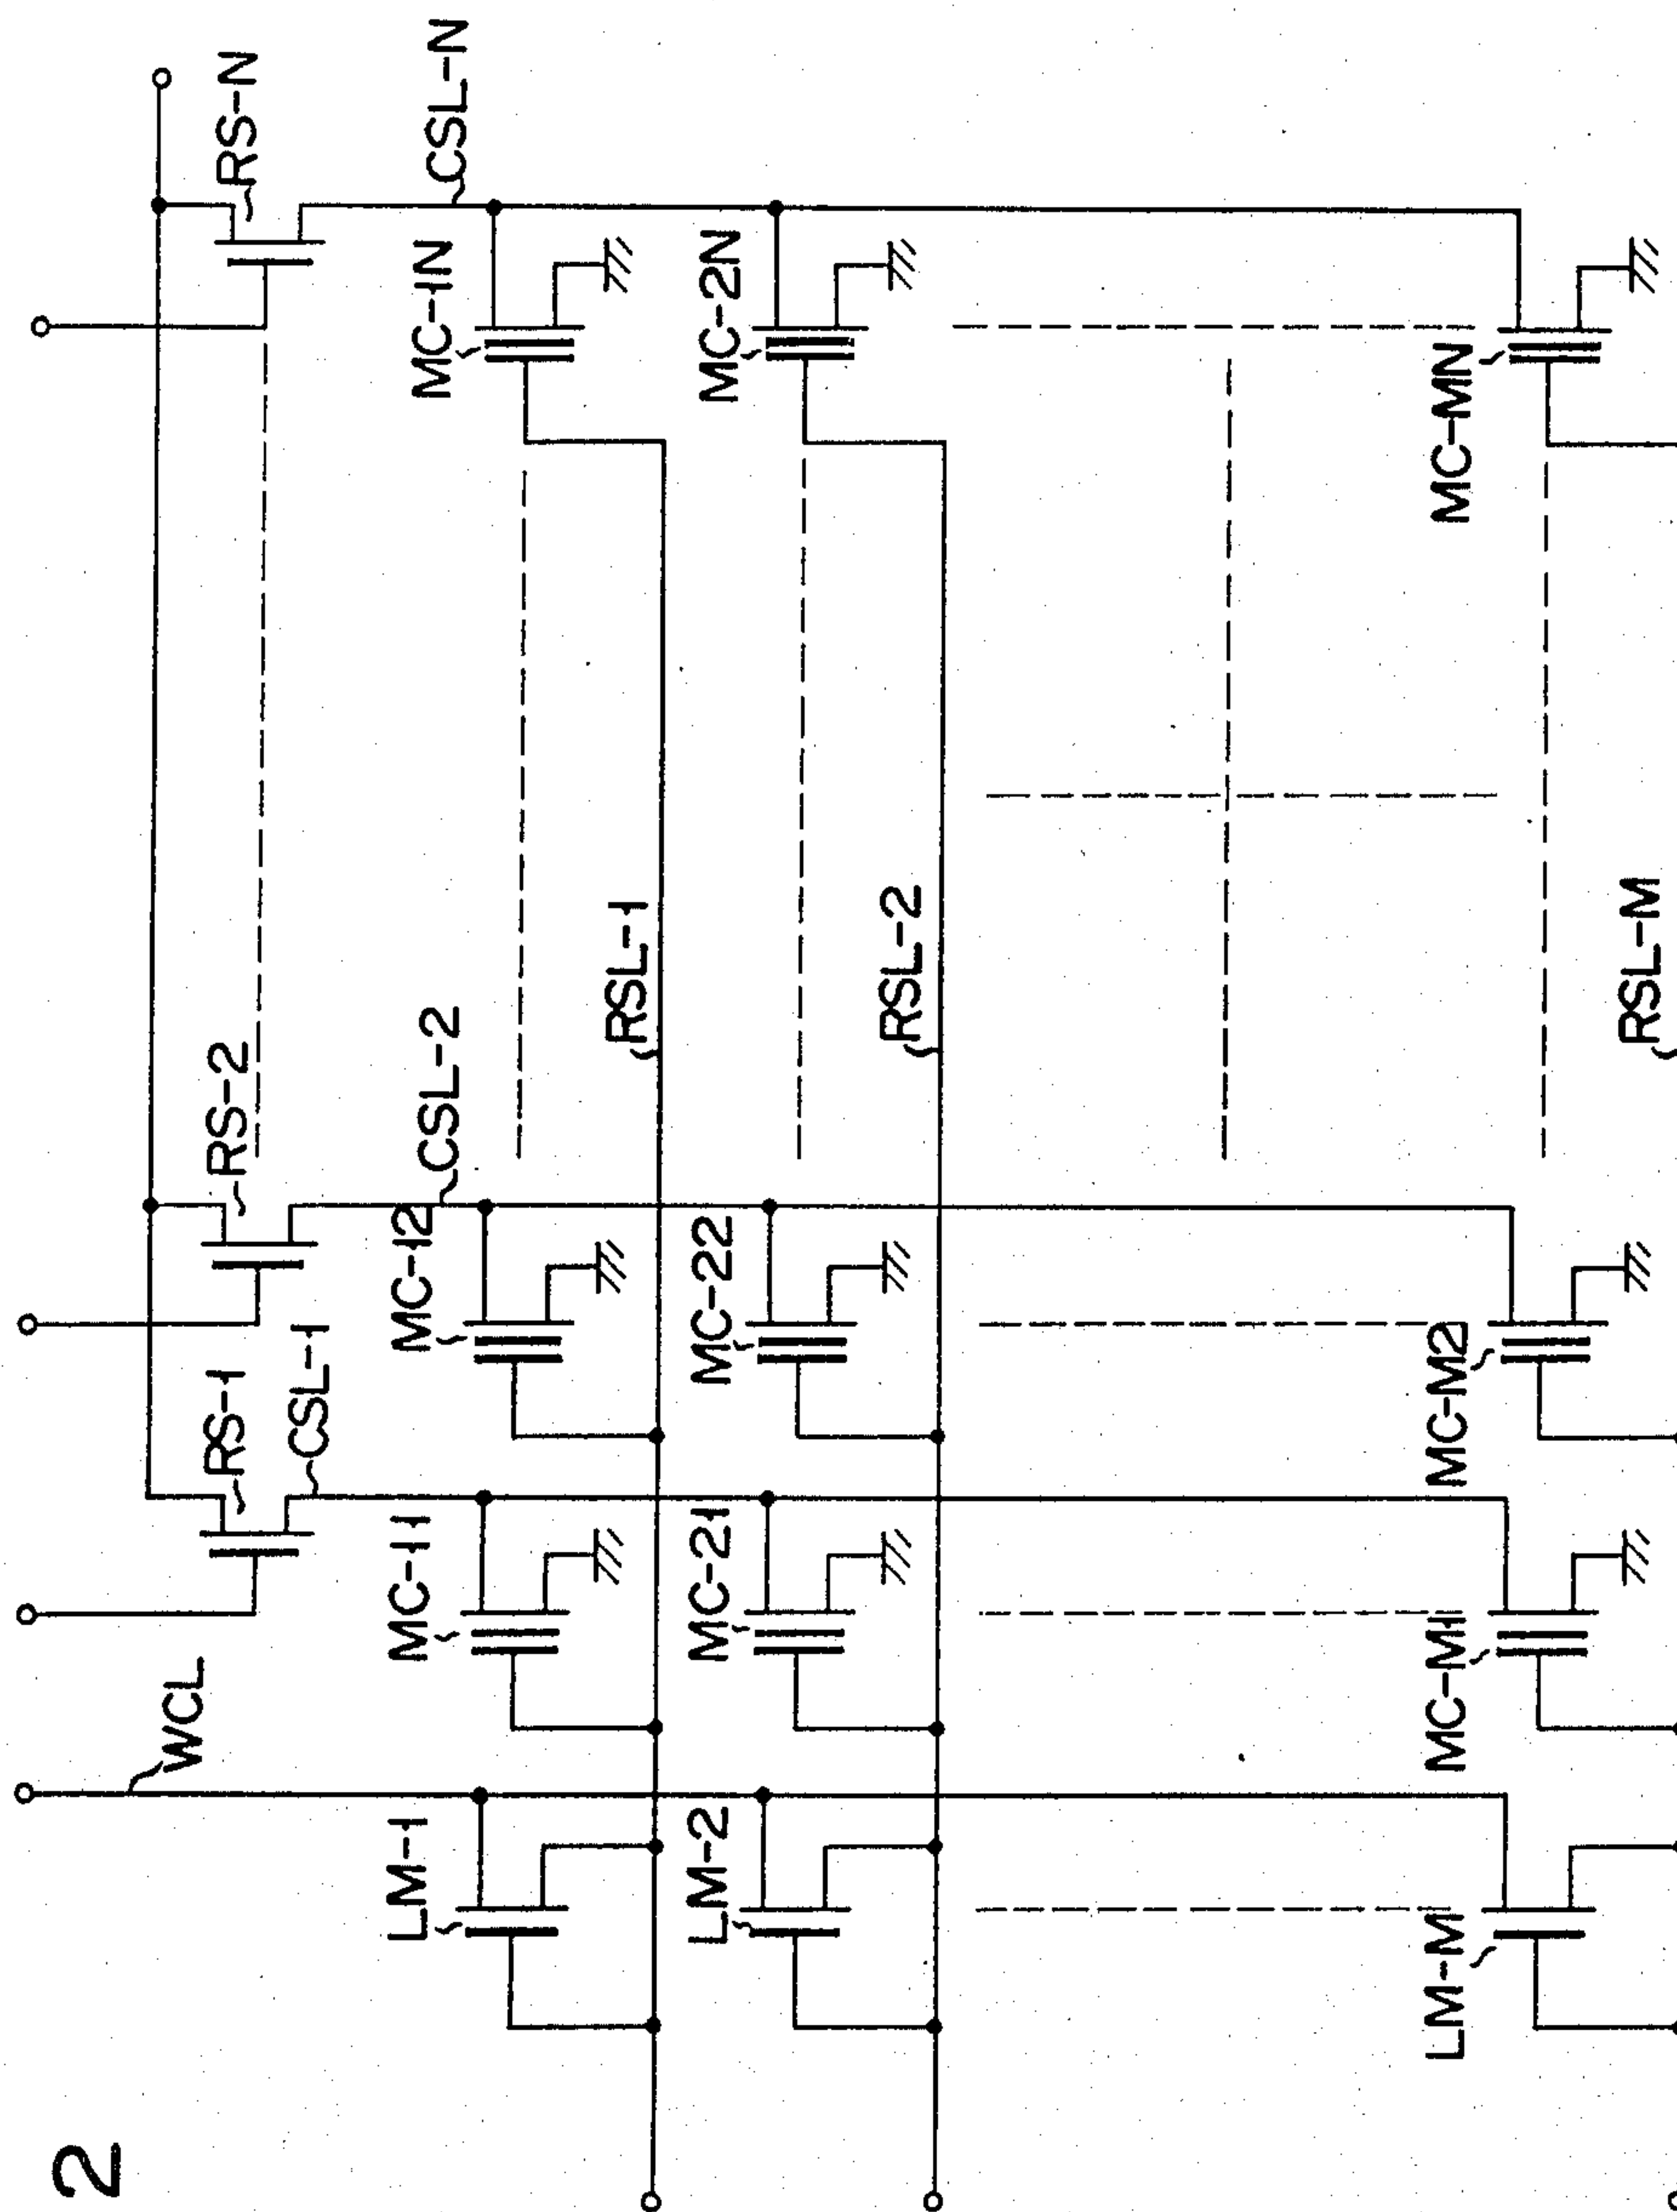 2
WCL
RS-1
CSL-1
RS-2
CSL-2
RS-N
CSL-N
LM-1
MC-11
MC-12
MC-1N
RSL-1
LM-2
MC-21
MC-22
MC-2N
RSL-2
LM-M
MC-M1
MC-M2
MC-MN
RSL-M